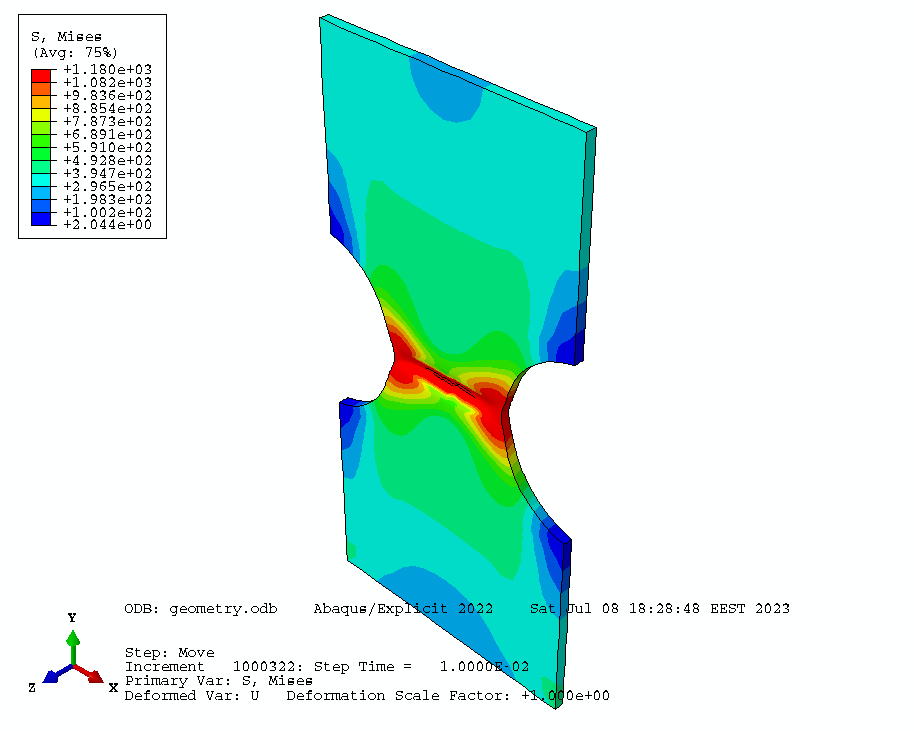 S, Mises
(Avg: 75%)
+1.180e+03
+1.082e+03
+9.836e+02
+8.854e+02
+7.873e+02
+6.891e+02
+5.910e+02
+4.928e+02
+3.947e+02
+2.965e+02
+1.983e+02
+1.002e+02
+2.044e+00
ODB: geometry.odb Abaqus/Explicit 2022 Sat Jul 08 18:28:48 EEST 2023
Y
Z
X
Step: Move
Increment 1000322: Step Time = 1.0000E-02
Primary Var: S, Mises
Deformed Var: U Deformation Scale Factor: +1.000e+00